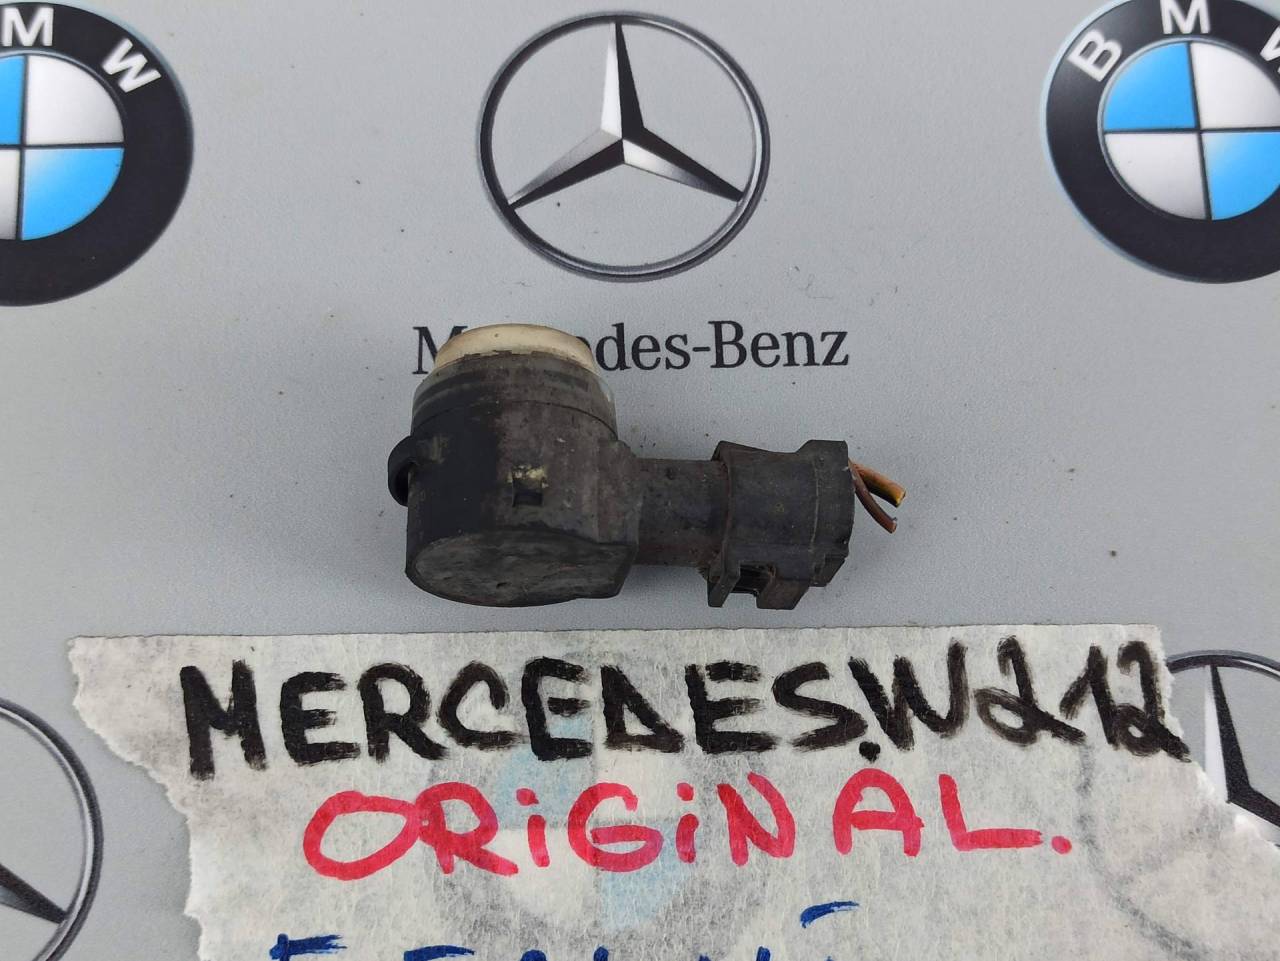 BMW
BMW
Mercedes-Benz
MERCEDES.W212
ORIGINAL.